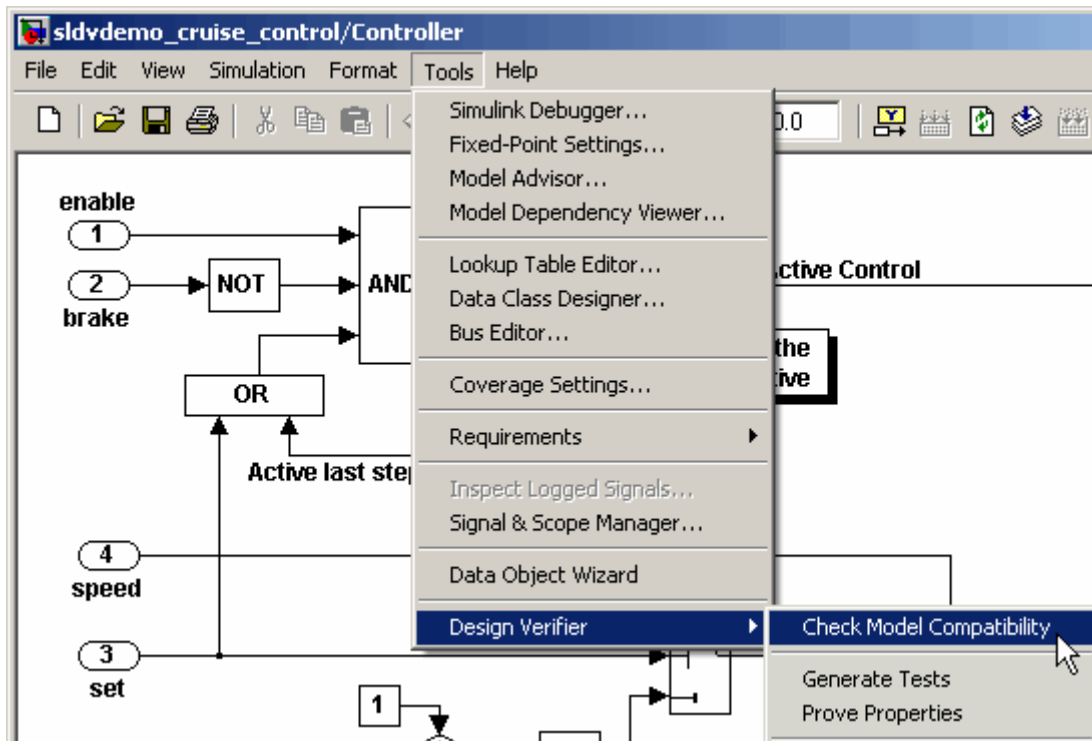 sldvdemo_cruise_control/Controller
File Edit View Simulation Format Tools Help
Simulink Debugger...
Fixed-Point Settings...
Model Advisor...
Model Dependency Viewer...
Lookup Table Editor...
Data Class Designer...
Bus Editor...
Coverage Settings...
Requirements
Inspect Logged Signals...
Signal & Scope Manager...
Data Object Wizard
Design Verifier
Check Model Compatibility
Generate Tests
Prove Properties
0.0
enable
1
2
brake
NOT
AND
OR
Active last step
Active Control
the
4
speed
3
set
1